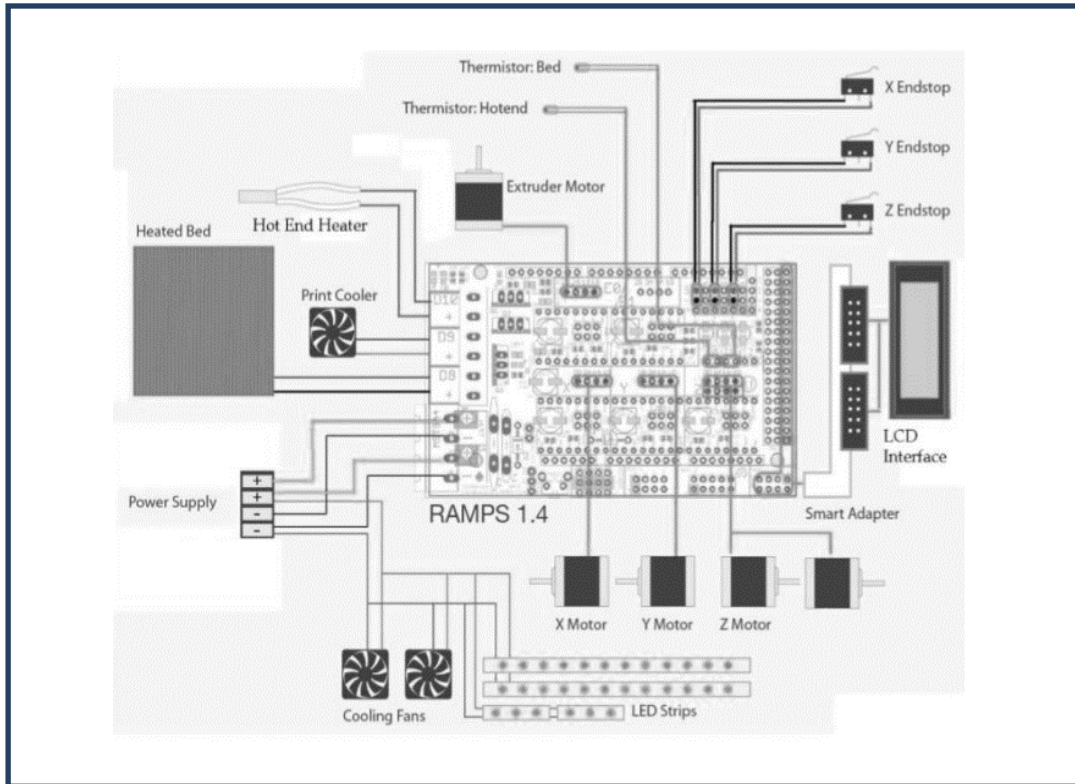 Thermistor: Bed
X Endstop
Thermistor: Hotend
Y Endstop
Extruder Motor
Z Endstop
Hot End Heater
Heated Bed
Print Cooler
D10
+
D9
+
D8
+
E0
X
Y
LCD
Interface
+
+
-
-
Power Supply
RAMPS 1.4
Smart Adapter
X Motor
Y Motor
Z Motor
Cooling Fans
LED Strips